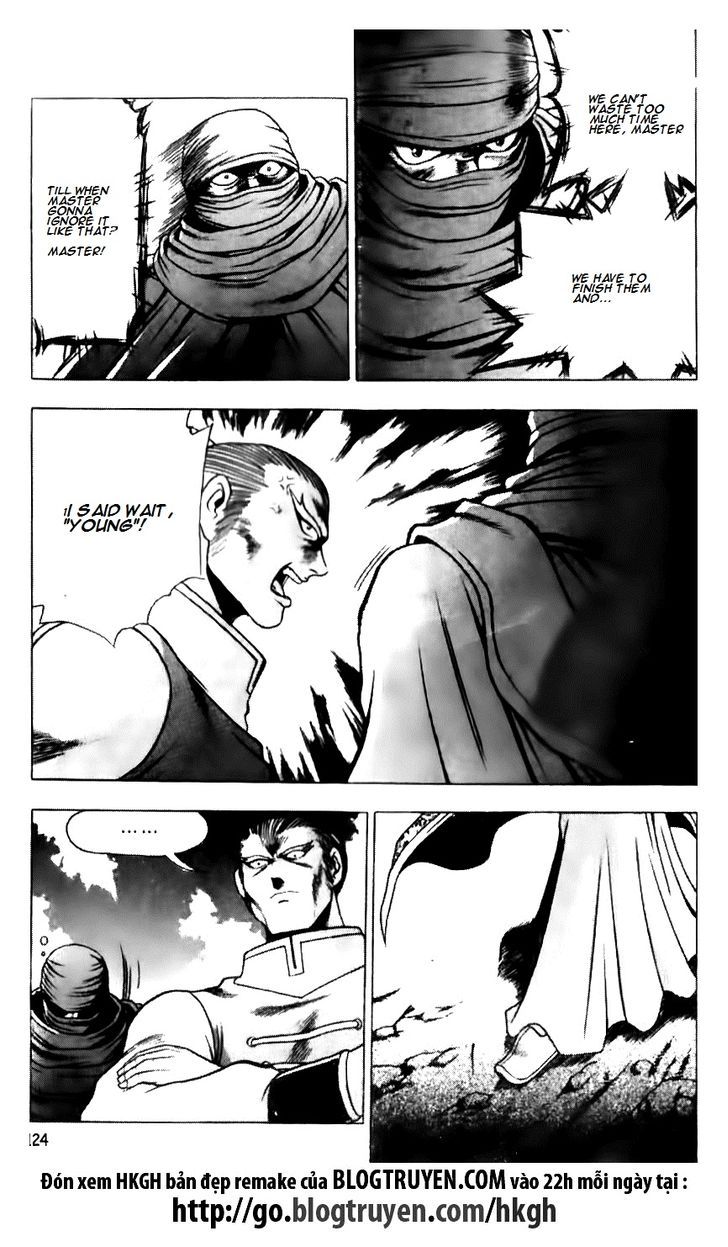 TILL WHEN
MASTER
GONNA
IGNORE IT
LIKE THAT?
MASTER!
WE CAN'T
WASTE TOO
MUCH TIME
HERE, MASTER
WE HAVE TO
FINISH THEM
AND...
I SAID WAIT ,
"YOUNG"!
... ...
124
Đón xem HKGH bản đẹp remake của BLOGTRUYEN.COM vào 22h mỗi ngày tại :
http://go.blogtruyen.com/hkgh